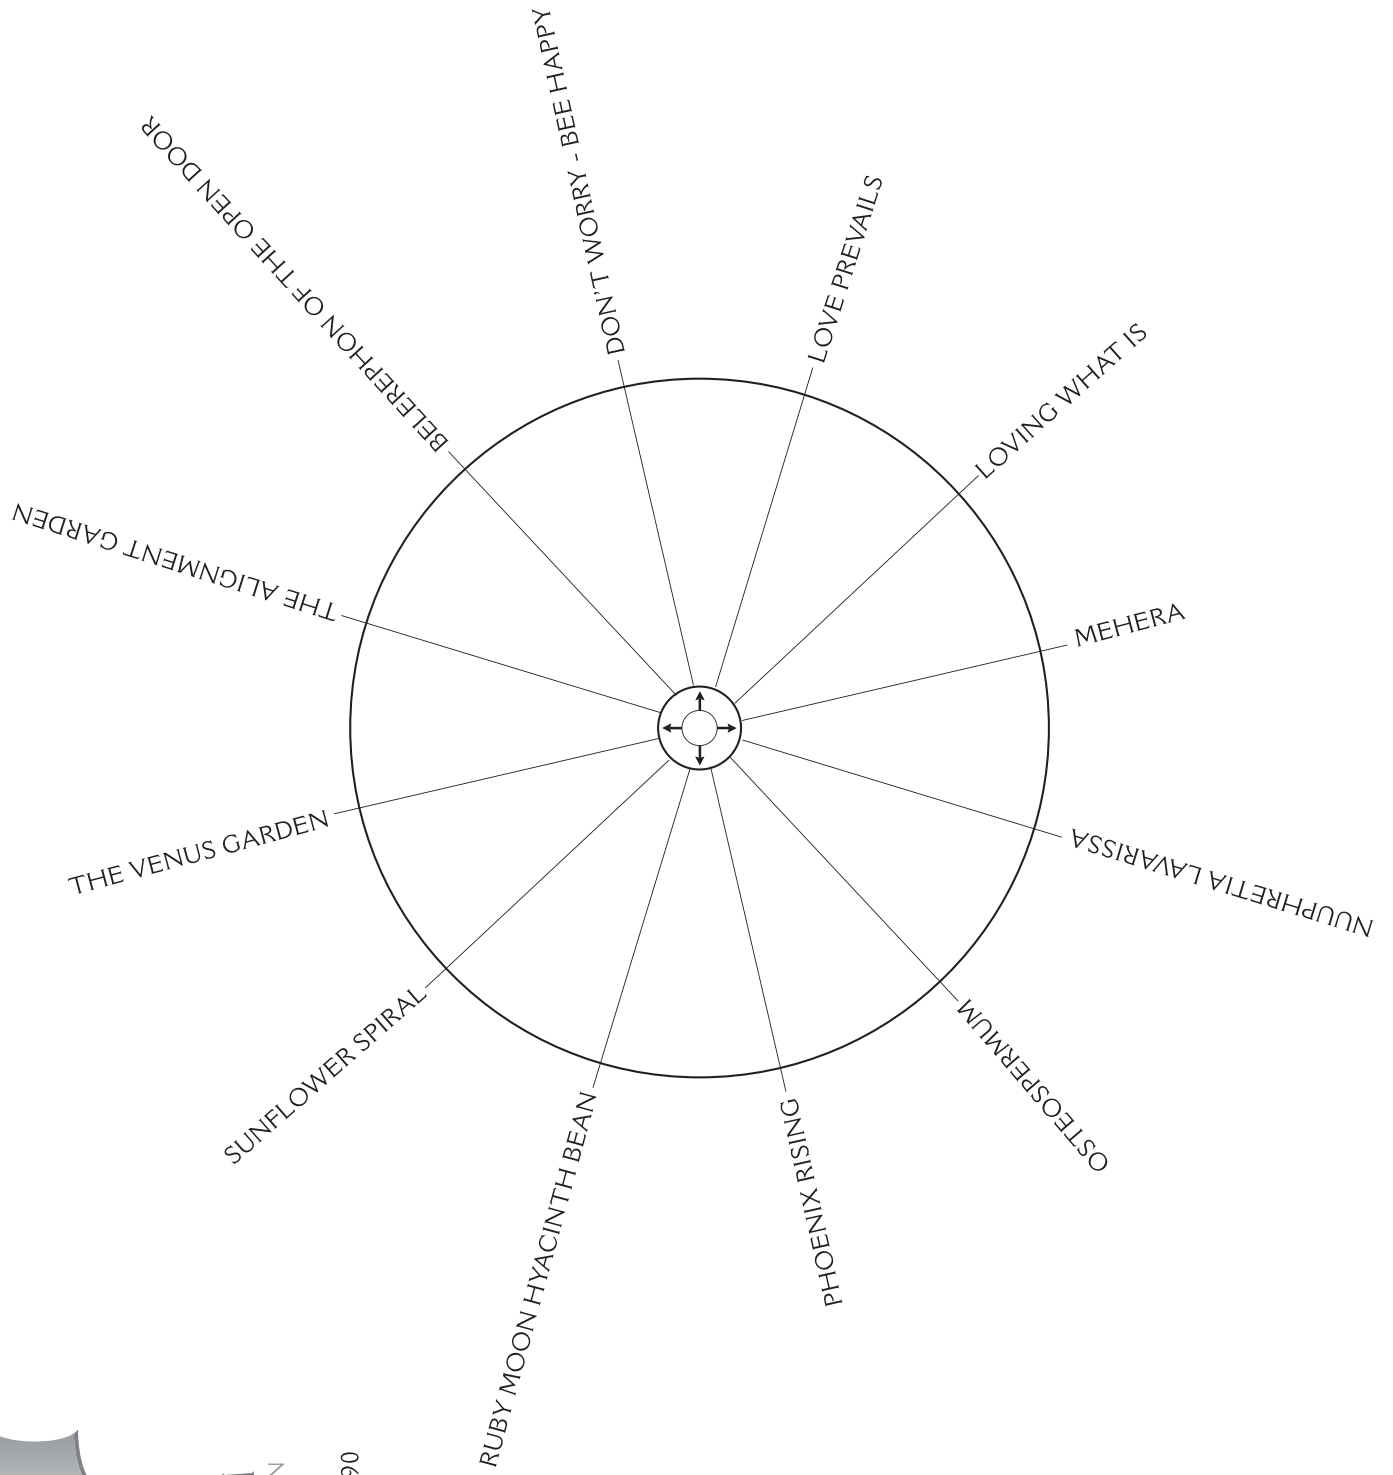 DON'T WORRY - BEE HAPPY
LOVE PREVAILS
LOVING WHAT IS
MEHERA
NUUPHRETIA LAVARISSA
OSTEOSPERMUM
PHOENIX RISING
RUBY MOON HYACINTH BEAN
SUNFLOWER SPIRAL
THE VENUS GARDEN
THE ALIGNMENT GARDEN
BELEREPHON OF THE OPEN DOOR